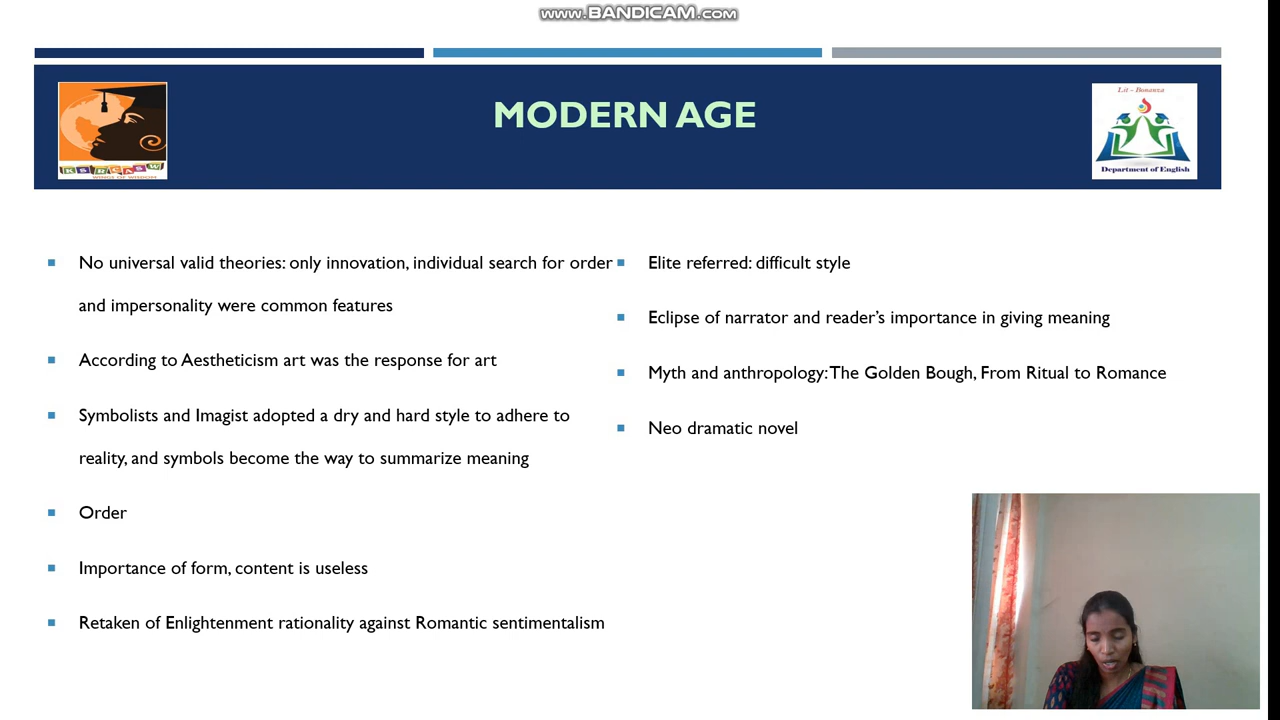 www.BANDICAM.com
MODERN AGE
KSRCASW
WINGS OF WISDOM
Lit - Bonanza
Department of English
No universal valid theories: only innovation, individual search for order
and impersonality were common features
According to Aestheticism art was the response for art
Symbolists and Imagist adopted a dry and hard style to adhere to
reality, and symbols become the way to summarize meaning
Order
Importance of form, content is useless
Retaken of Enlightenment rationality against Romantic sentimentalism
Elite referred: difficult style
Eclipse of narrator and reader's importance in giving meaning
Myth and anthropology: The Golden Bough, From Ritual to Romance
Neo dramatic novel